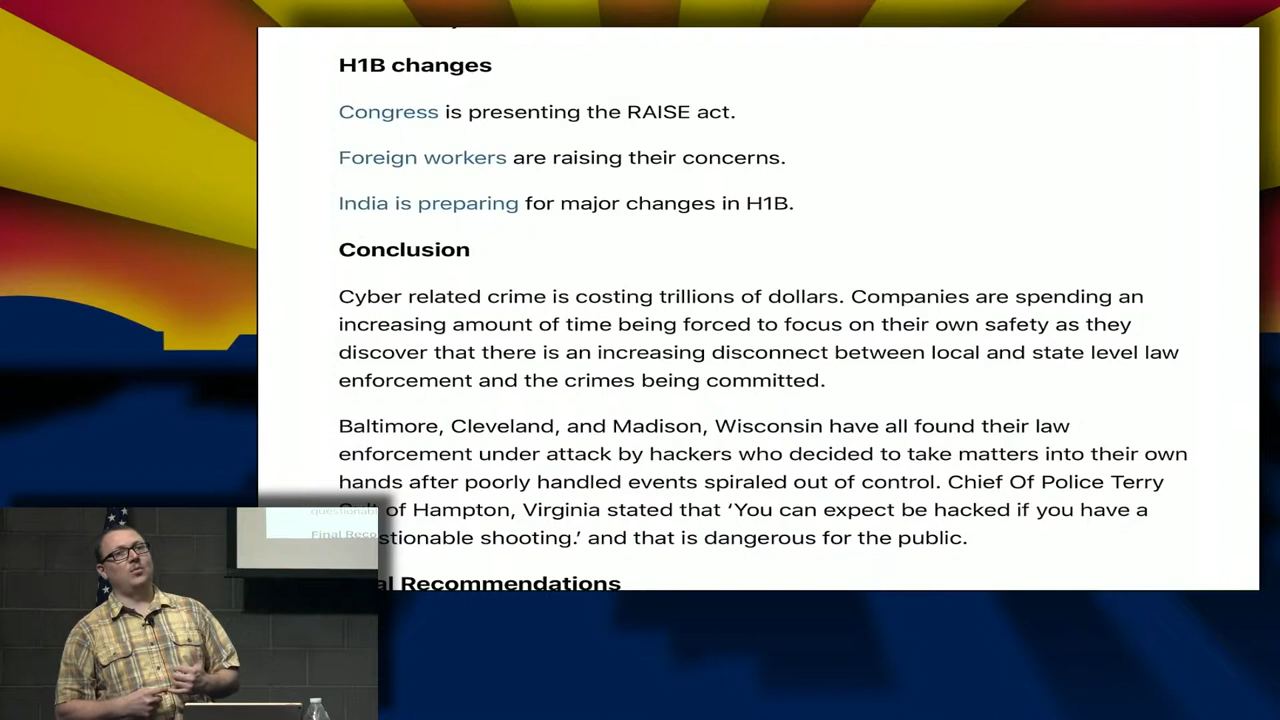 H1B changes
Congress is presenting the RAISE act.
Foreign workers are raising their concerns.
India is preparing for major changes in H1B.
Conclusion
Cyber related crime is costing trillions of dollars. Companies are spending an
increasing amount of time being forced to focus on their own safety as they
discover that there is an increasing disconnect between local and state level law
enforcement and the crimes being committed.
Baltimore, Cleveland, and Madison, Wisconsin have all found their law
enforcement under attack by hackers who decided to take matters into their own
hands after poorly handled events spiraled out of control. Chief Of Police Terry
of Hampton, Virginia stated that ‘You can expect be hacked if you have a
stionable shooting.’ and that is dangerous for the public.
al Recommendations
questionab
Final Reco